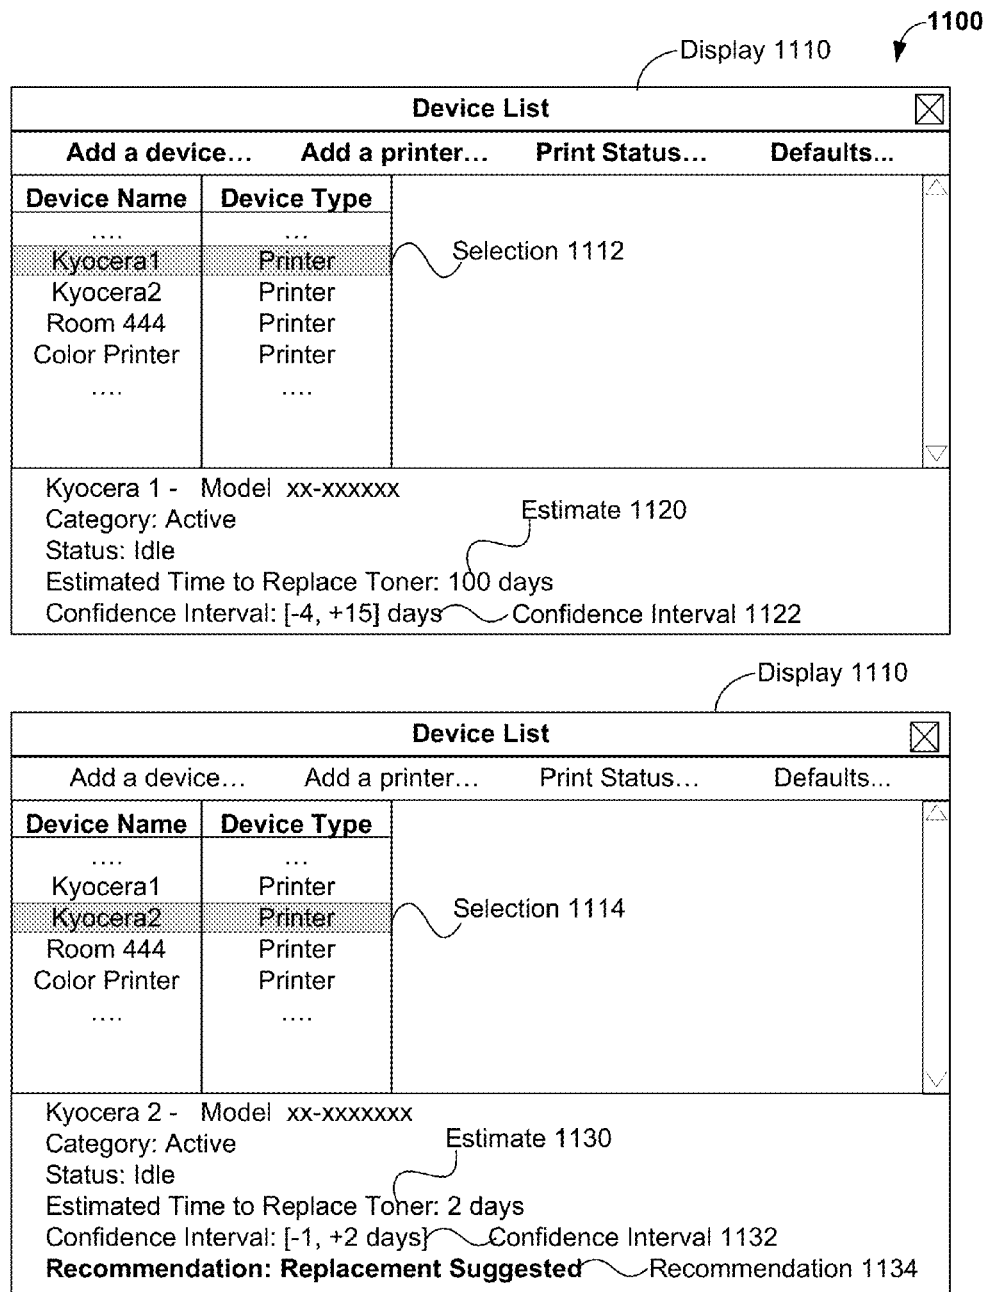 1100
Display 1110
Device List
Add a device... Add a printer... Print Status... Defaults...
Device Name Device Type
.... ...
Kyocera1 Printer Selection 1112
Kyocera2 Printer
Room 444 Printer
Color Printer Printer
.... ....
Kyocera 1 - Model xx-xxxxxx
Estimate 1120
Category: Active
Status: Idle
Estimated Time to Replace Toner: 100 days
Confidence Interval: [-4, +15] days Confidence Interval 1122
Display 1110
Device List
Add a device... Add a printer... Print Status... Defaults...
Device Name Device Type
.... ...
Kyocera1 Printer
Kyocera2 Printer Selection 1114
Room 444 Printer
Color Printer Printer
.... ....
Kyocera 2 - Model xx-xxxxxxx
Category: Active Estimate 1130
Status: Idle
Estimated Time to Replace Toner: 2 days
Confidence Interval: [-1, +2 days] Confidence Interval 1132
Recommendation: Replacement Suggested Recommendation 1134